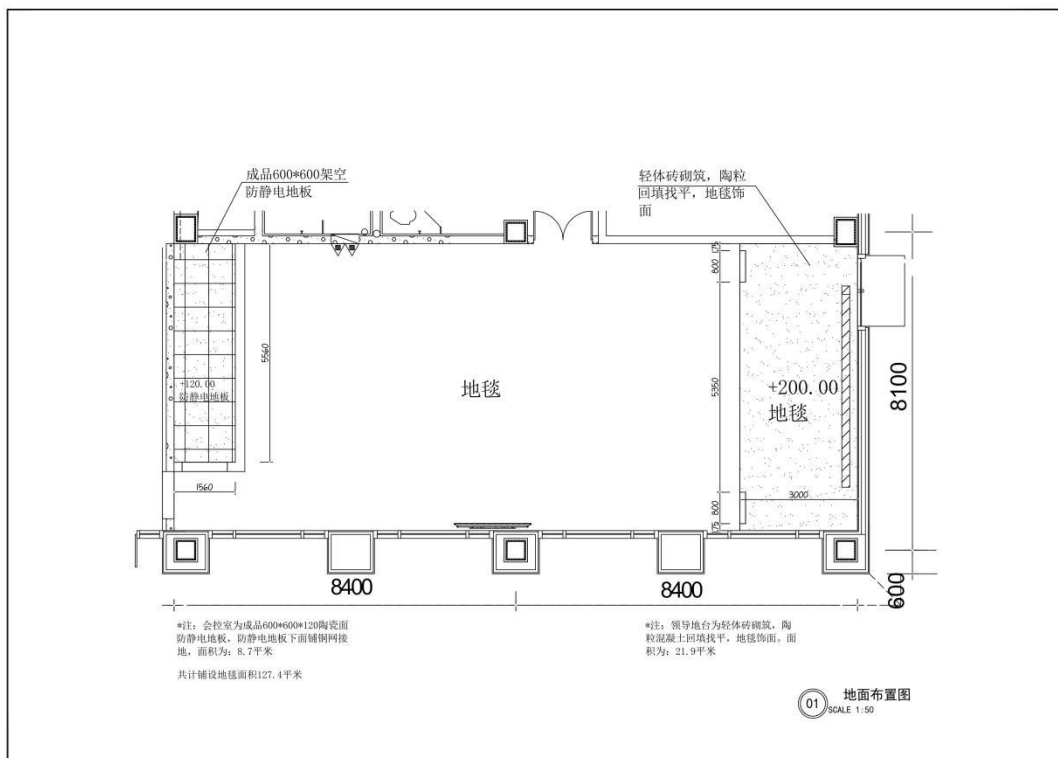 成品600*600架空
防静电地板
轻体砖砌筑, 陶粒
回填找平, 地毯饰
面
175
800
5560
5350
8100
+120.00
防静电地板
地毯
+200.00
地毯
1560
3000
800
175
8400
8400
600
*注: 会控室为成品600*600*120陶瓷面
防静电地板, 防静电地板下面铺铜网接
地, 面积为: 8.7平米
共计铺设地毯面积127.4平米
*注: 领导地台为轻体砖砌筑, 陶
粒混凝土回填找平, 地毯饰面。面
积为: 21.9平米
01
地面布置图
SCALE 1:50